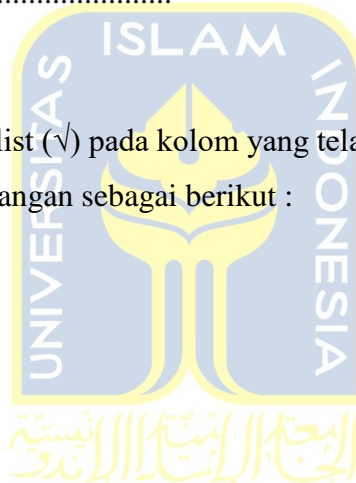 ........................
ISLAM
UNIVERSITAS
INDONESIA
list (√) pada kolom yang tela
angan sebagai berikut :